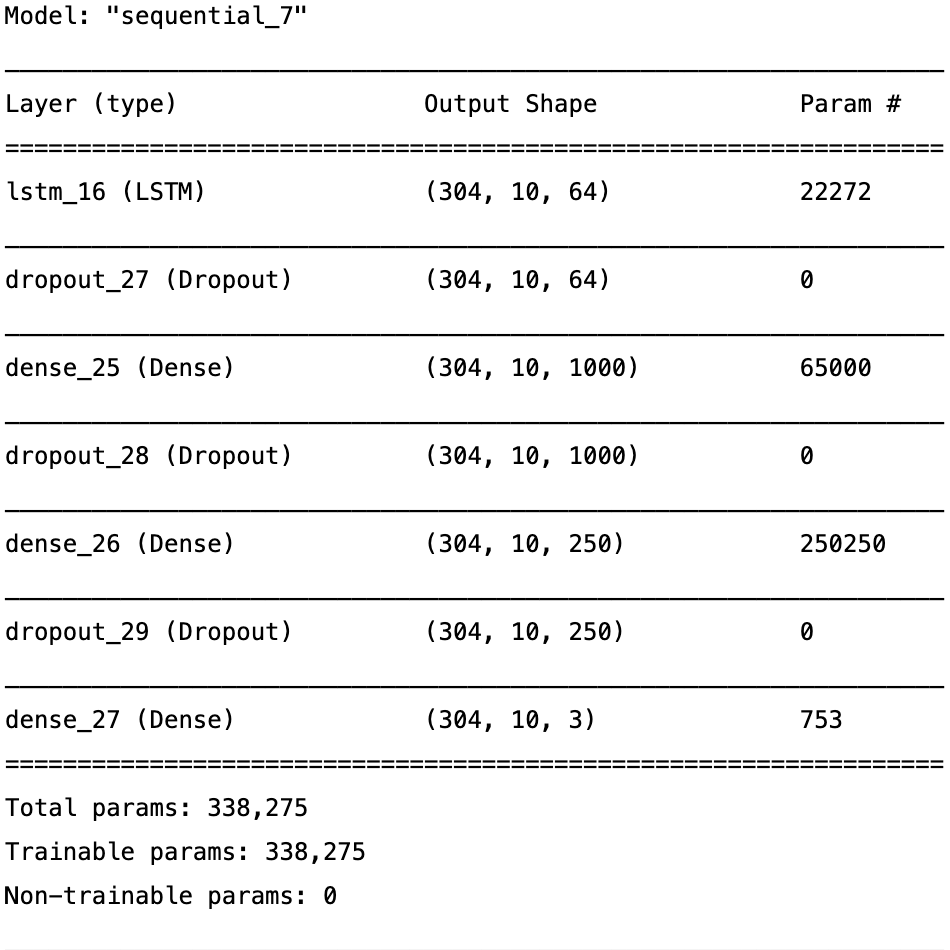 Model: "sequential_7"
Layer (type) Output Shape Param #
lstm_16 (LSTM) (304, 10, 64) 22272
dropout_27 (Dropout) (304, 10, 64) 0
dense_25 (Dense) (304, 10, 1000) 65000
dropout_28 (Dropout) (304, 10, 1000) 0
dense_26 (Dense) (304, 10, 250) 250250
dropout_29 (Dropout) (304, 10, 250) 0
dense_27 (Dense) (304, 10, 3) 753
Total params: 338,275
Trainable params: 338,275
Non-trainable params: 0